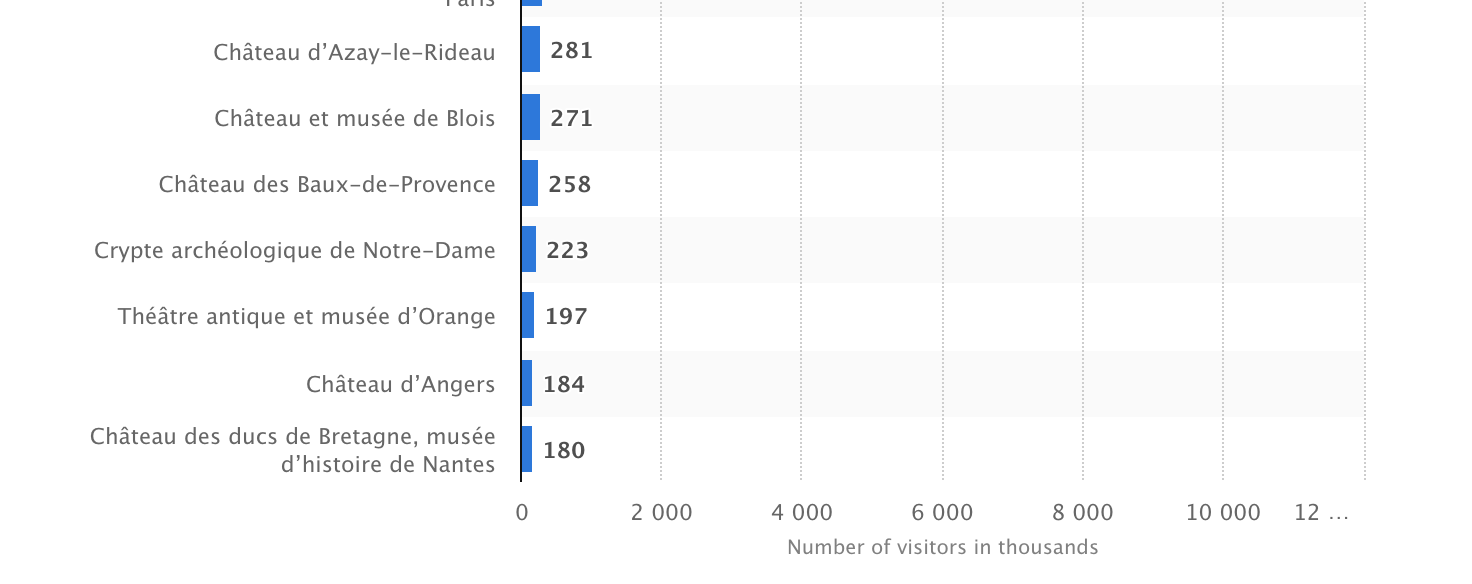 Paris
Château d’Azay-le-Rideau 281
Château et musée de Blois 271
Château des Baux-de-Provence 258
Crypte archéologique de Notre-Dame 223
Théâtre antique et musée d’Orange 197
Château d’Angers 184
Château des ducs de Bretagne, musée
d’histoire de Nantes 180
0 2 000 4 000 6 000 8 000 10 000 12 …
Number of visitors in thousands